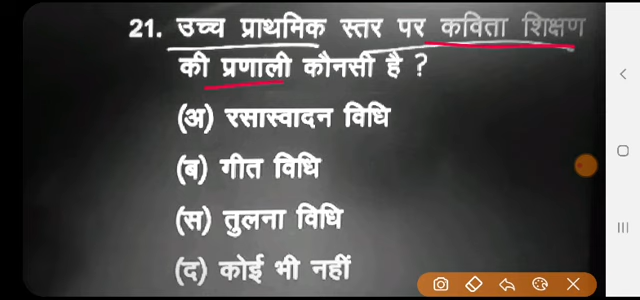 21. उच्च प्राथमिक स्तर पर कविता शिक्षण
की प्रणाली कौनसी है ?
(अ) रसास्वादन विधि
(ब) गीत विधि
(स) तुलना विधि
(द) कोई भी नहीं